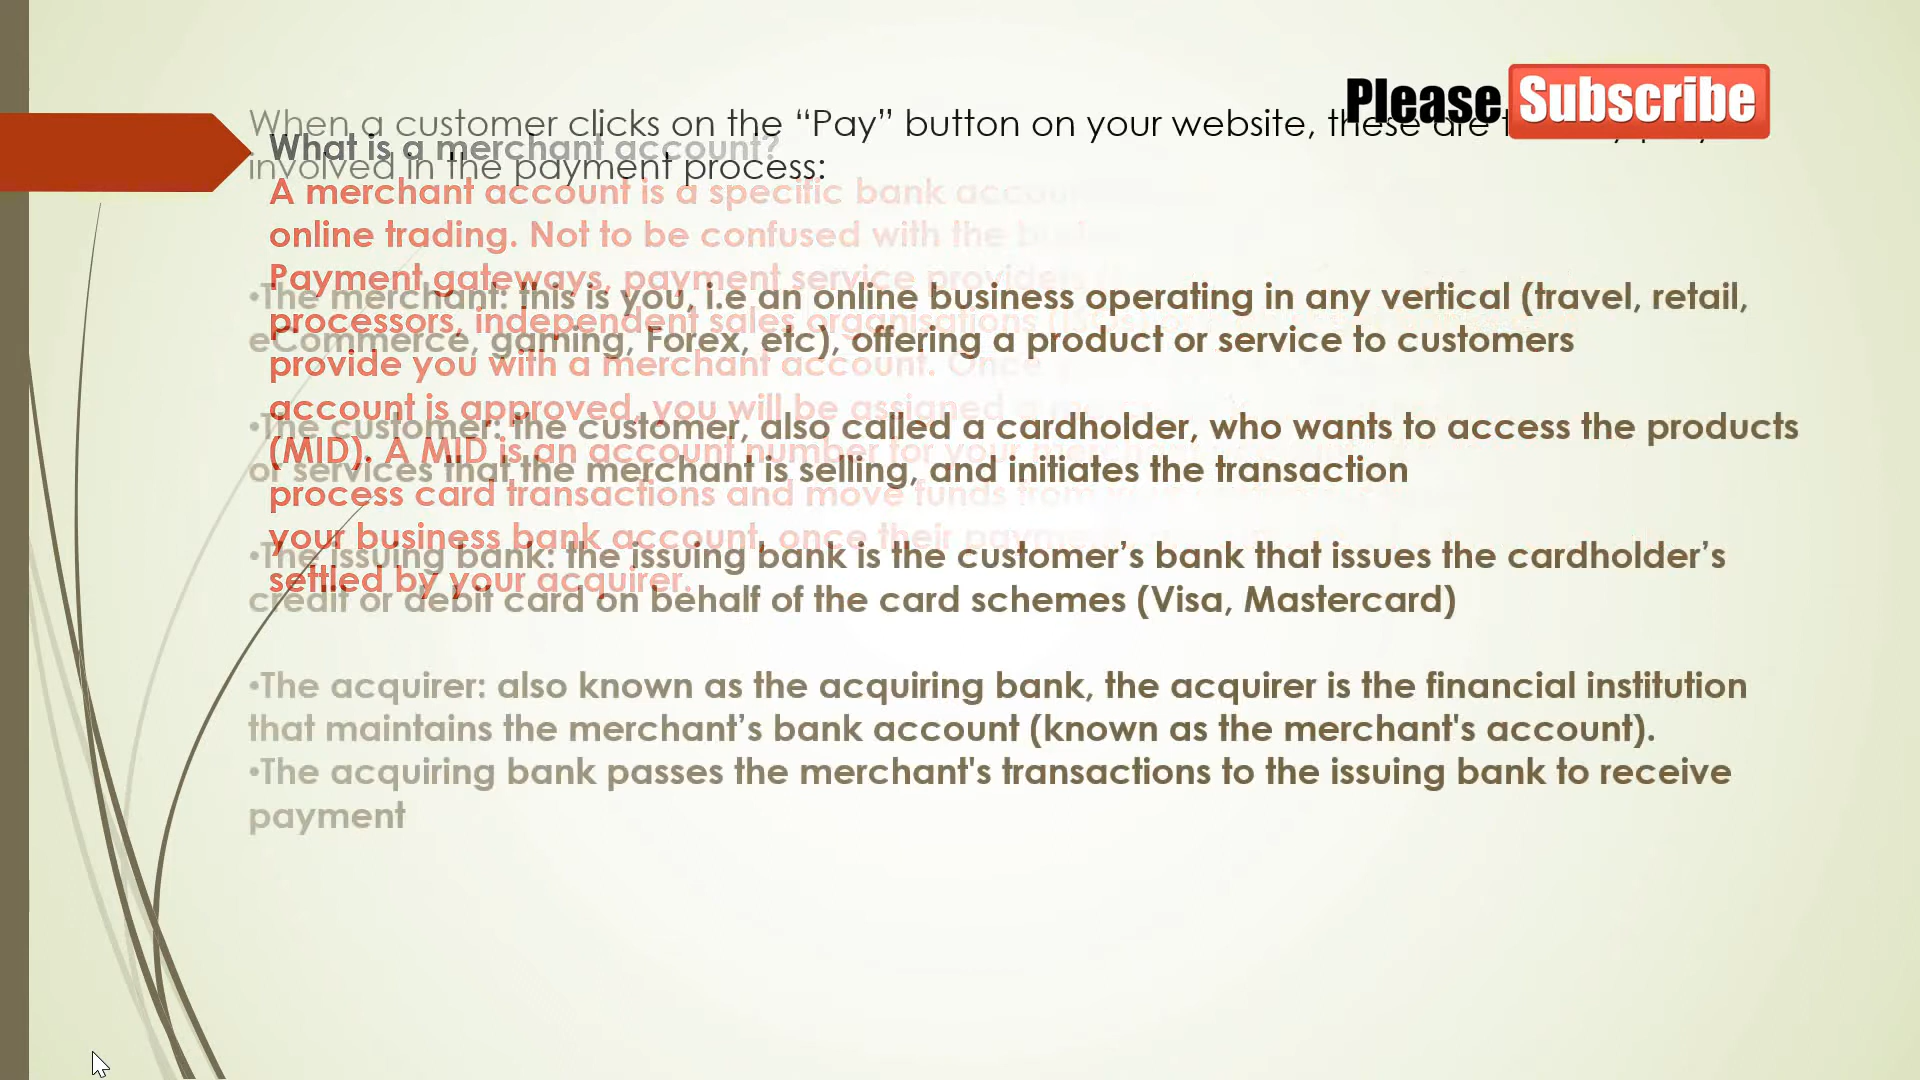 Please Subscribe
When a customer clicks on the “Pay” button on your website, these are
involved in the payment process:
•The merchant: this is you, i.e an online business operating in any vertical (travel, retail,
eCommerce, gaming, Forex, etc), offering a product or service to customers
•The customer: the customer, also called a cardholder, who wants to access the products
or services that the merchant is selling, and initiates the transaction
•The issuing bank: the issuing bank is the customer’s bank that issues the cardholder’s
credit or debit card on behalf of the card schemes (Visa, Mastercard)
•The acquirer: also known as the acquiring bank, the acquirer is the financial institution
that maintains the merchant’s bank account (known as the merchant's account).
•The acquiring bank passes the merchant's transactions to the issuing bank to receive
payment
What is a merchant account?
A merchant account is a specific bank account
online trading. Not to be confused with the
Payment gateways, payment service providers
processors, independent sales organisations (ISOs)
provide you with a merchant account. Once
account is approved, you will be assigned a
(MID). A MID is an account number for your merchant
process card transactions and move funds from
your business bank account, once their
settled by your acquirer.